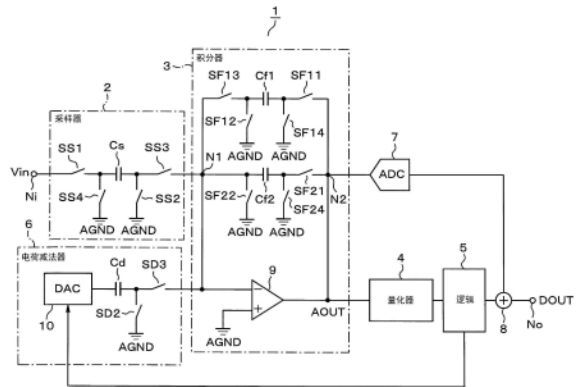 1
3
积分器
SF13
Cf1
SF11
2
采样器
SF12
SF14
7
AGND
AGND
SS1
Cs
SS3
N1
N2
ADC
Vin
Ni
SS4
SS2
SF22
Cf2
SF21
SF24
AGND
AGND
AGND
AGND
6
电荷减法器
Cd
SD3
9
4
5
DAC
量化器
逻辑
DOUT
10
SD2
AOUT
8
No
AGND
AGND